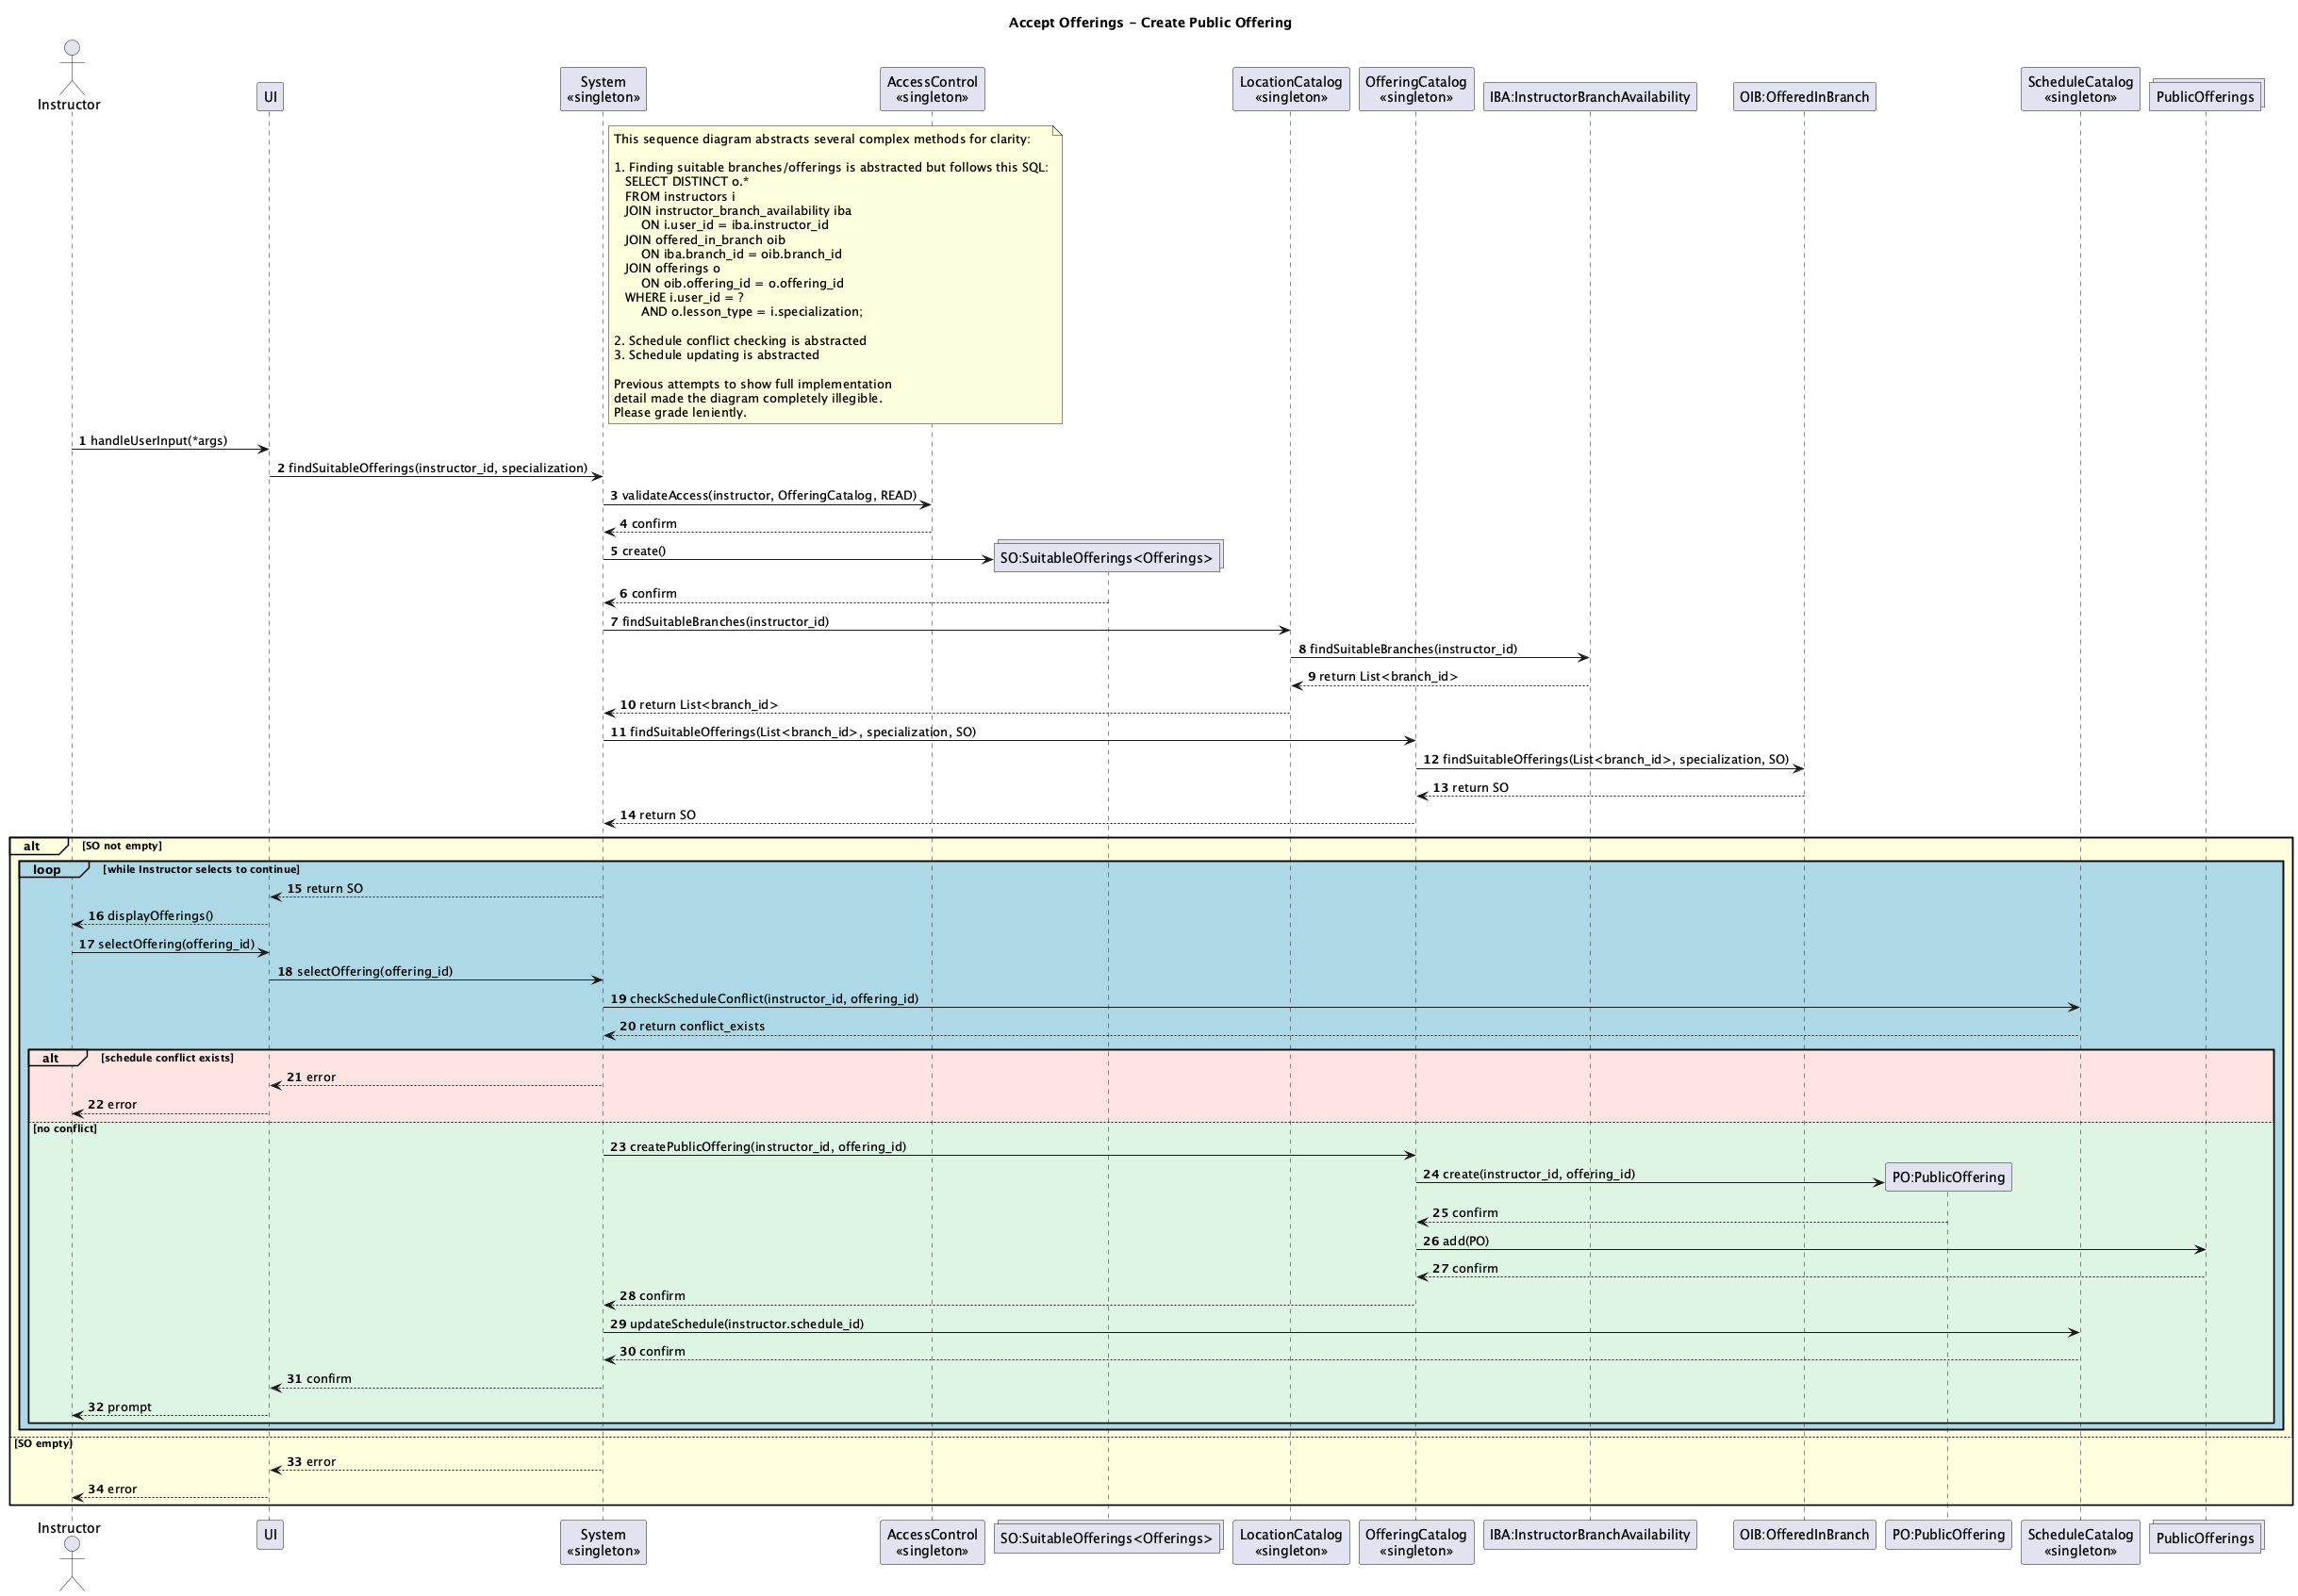 Accept Offerings - Create Public Offering
Instructor
UI
System
«singleton»
AccessControl
«singleton»
LocationCatalog
«singleton»
OfferingCatalog
«singleton»
IBA:InstructorBranchAvailability
OIB:OfferedInBranch
ScheduleCatalog
«singleton»
PublicOfferings
This sequence diagram abstracts several complex methods for clarity:
1. Finding suitable branches/offerings is abstracted but follows this SQL:
SELECT DISTINCT o.*
FROM instructors i
JOIN instructor_branch_availability iba
ON i.user_id = iba.instructor_id
JOIN offered_in_branch oib
ON iba.branch_id = oib.branch_id
JOIN offerings o
ON oib.offering_id = o.offering_id
WHERE i.user_id = ?
AND o.lesson_type = i.specialization;
2. Schedule conflict checking is abstracted
3. Schedule updating is abstracted
Previous attempts to show full implementation
detail made the diagram completely illegible.
Please grade leniently.
1 handleUserInput(*args)
2 findSuitableOfferings(instructor_id, specialization)
3 validateAccess(instructor, OfferingCatalog, READ)
4 confirm
5 create()
SO:SuitableOfferings<Offerings>
6 confirm
7 findSuitableBranches(instructor_id)
8 findSuitableBranches(instructor_id)
9 return List<branch_id>
10 return List<branch_id>
11 findSuitableOfferings(List<branch_id>, specialization, SO)
12 findSuitableOfferings(List<branch_id>, specialization, SO)
13 return SO
14 return SO
alt [SO not empty]
loop [while Instructor selects to continue]
15 return SO
16 displayOfferings()
17 selectOffering(offering_id)
18 selectOffering(offering_id)
19 checkScheduleConflict(instructor_id, offering_id)
20 return conflict_exists
alt [schedule conflict exists]
21 error
22 error
[no conflict]
23 createPublicOffering(instructor_id, offering_id)
24 create(instructor_id, offering_id)
PO:PublicOffering
25 confirm
26 add(PO)
27 confirm
28 confirm
29 updateSchedule(instructor.schedule_id)
30 confirm
31 confirm
32 prompt
[SO empty]
33 error
34 error
Instructor
UI
System
«singleton»
AccessControl
«singleton»
SO:SuitableOfferings<Offerings>
LocationCatalog
«singleton»
OfferingCatalog
«singleton»
IBA:InstructorBranchAvailability
OIB:OfferedInBranch
PO:PublicOffering
ScheduleCatalog
«singleton»
PublicOfferings